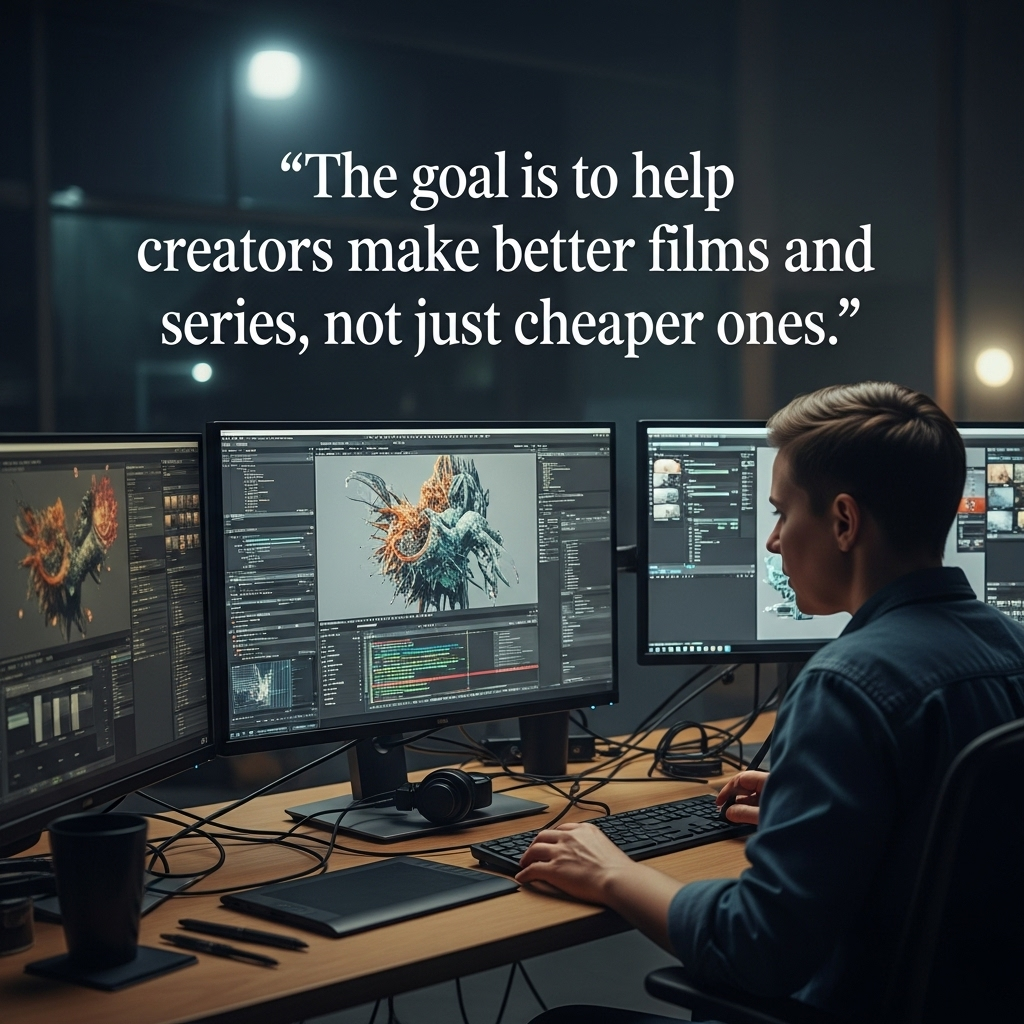 “The goal is to help
creators make better films and
series, not just cheaper ones.”